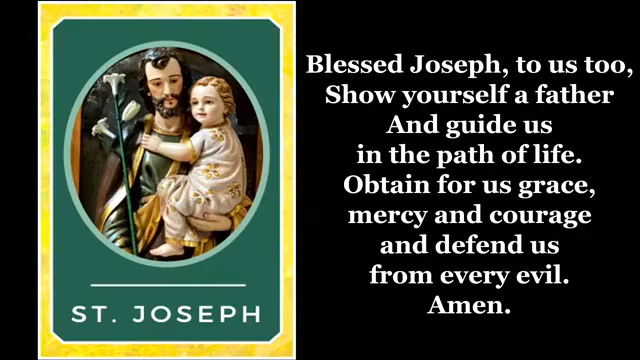 ST. JOSEPH
Blessed Joseph, to us too,
Show yourself a father
And guide us
in the path of life.
Obtain for us grace,
mercy and courage
and defend us
from every evil.
Amen.